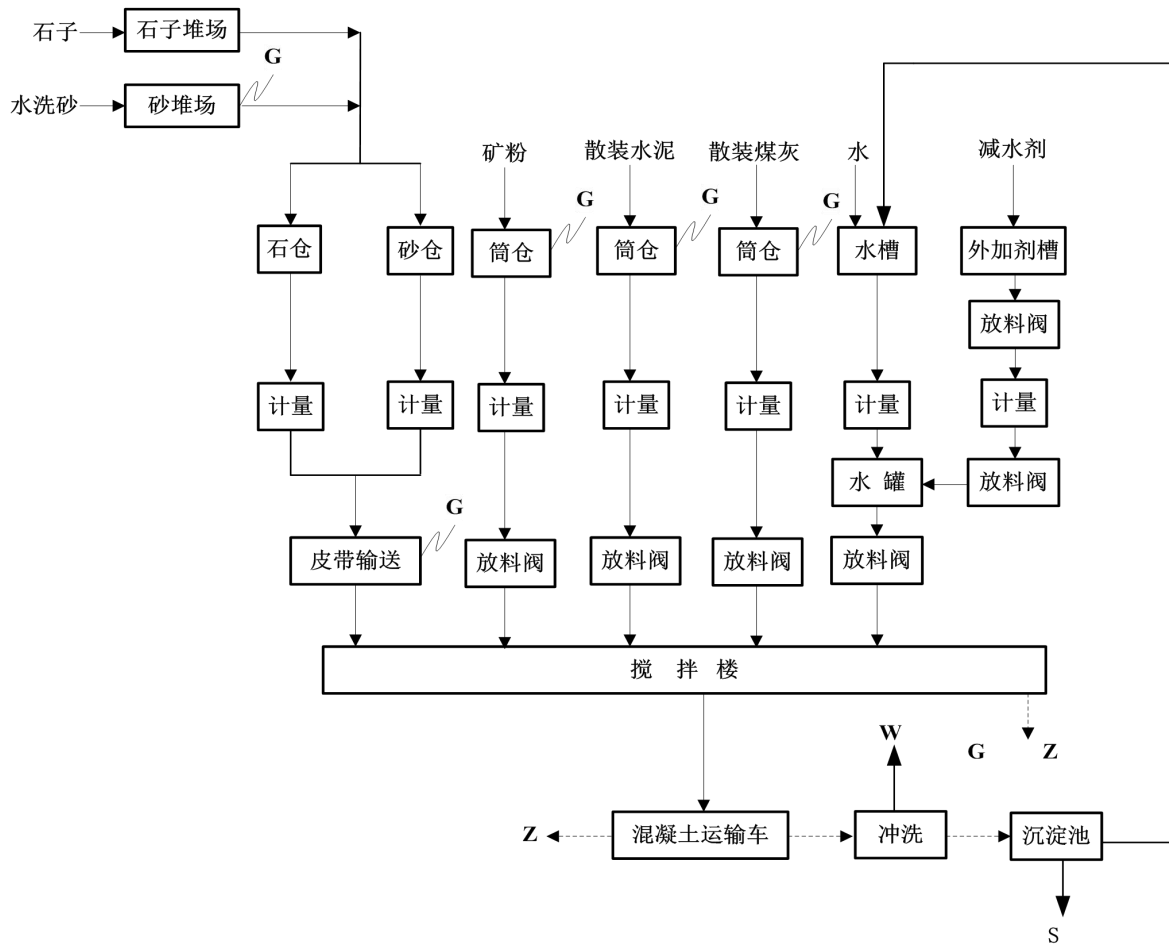 石子
石子堆场
G
水洗砂
砂堆场
矿粉
散装水泥
散装煤灰
水
减水剂
G
G
G
石仓
砂仓
筒仓
筒仓
筒仓
水槽
外加剂槽
放料阀
计量
计量
计量
计量
计量
计量
计量
水 罐
放料阀
G
皮带输送
放料阀
放料阀
放料阀
放料阀
搅 拌 楼
W
G
Z
Z
混凝土运输车
冲洗
沉淀池
S